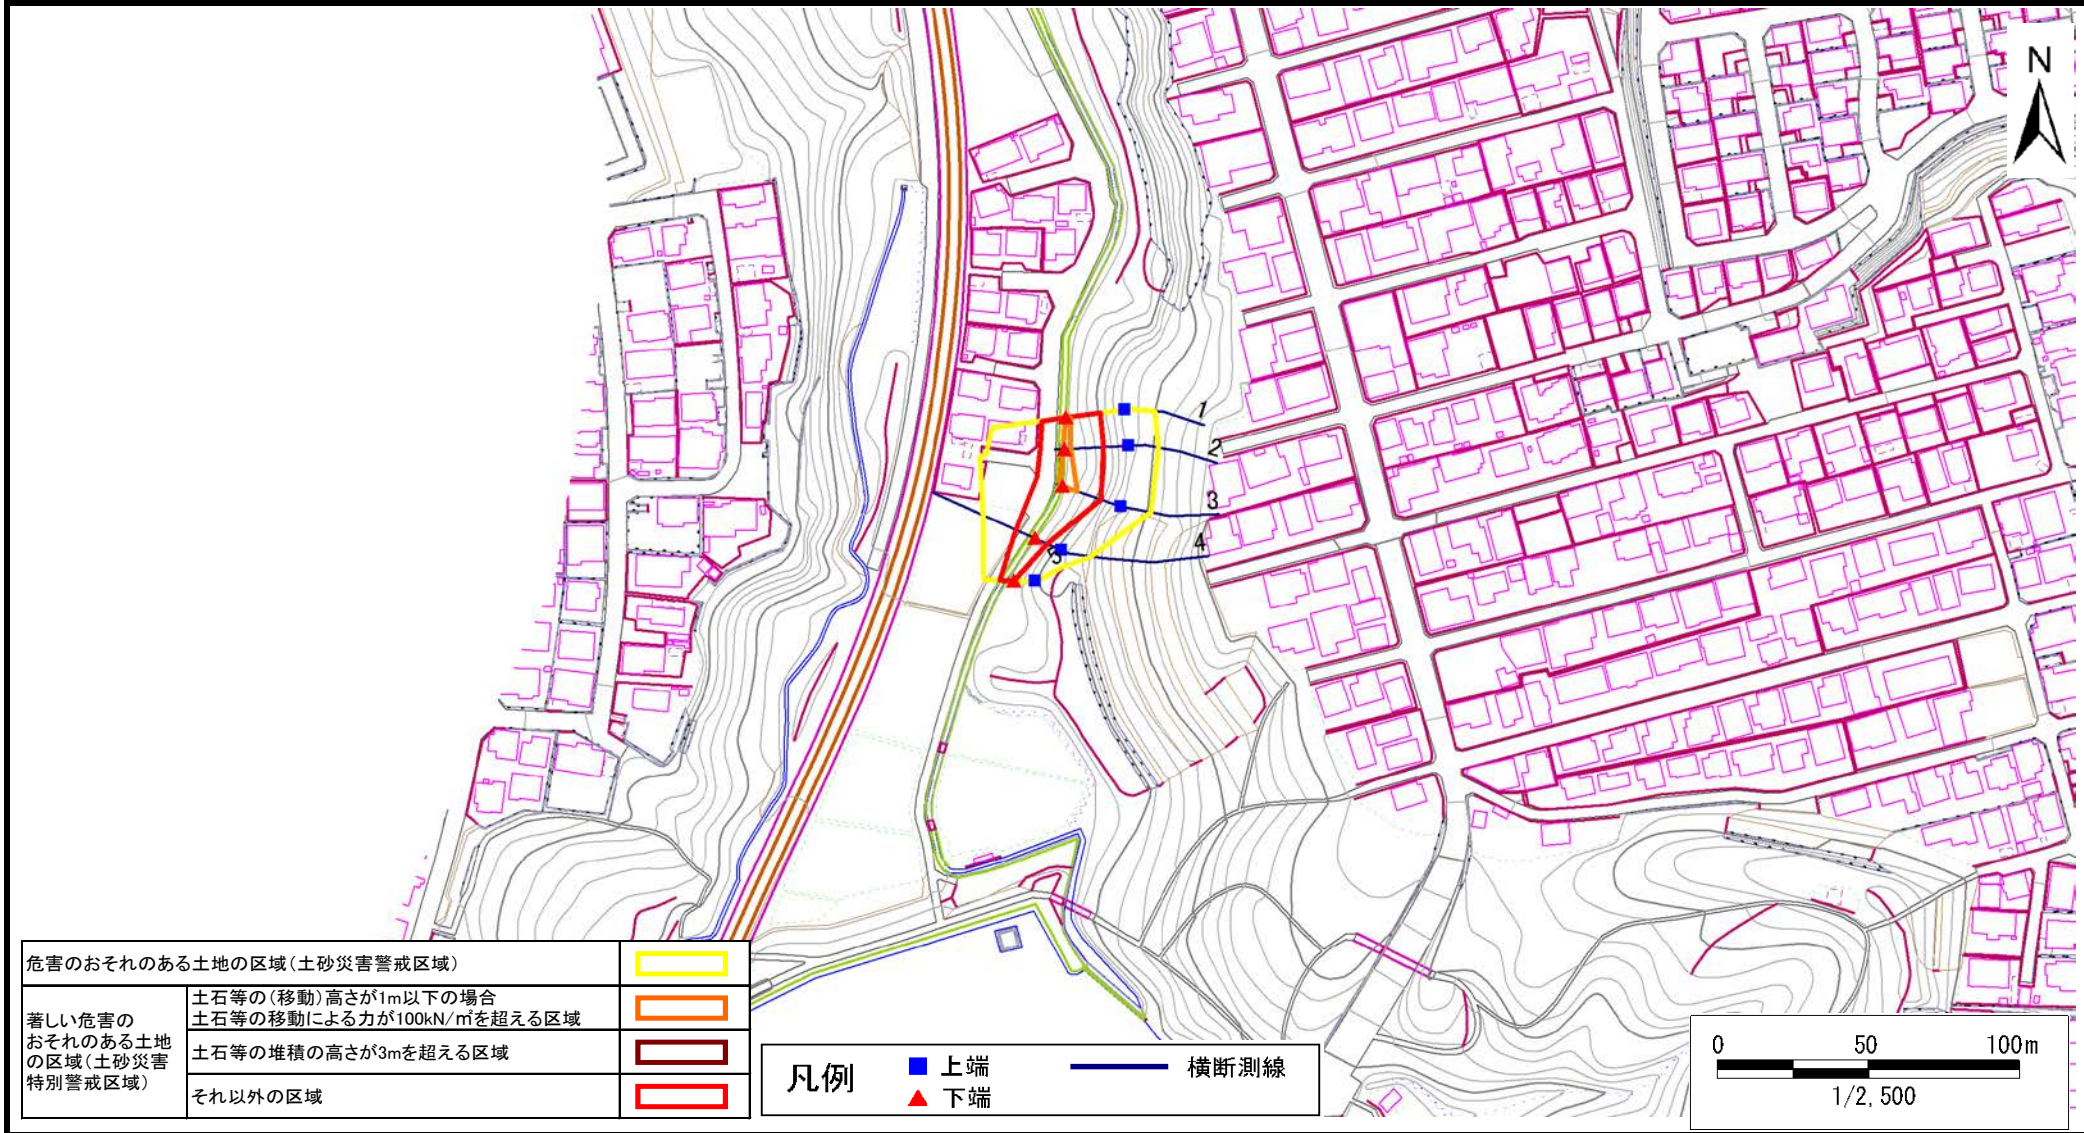 N
1
2
3
4
5
危害のおそれのある土地の区域(土砂災害警戒区域)
著しい危害の
おそれのある土地
の区域(土砂災害
特別警戒区域)
土石等の(移動)高さが1m以下の場合
土石等の移動による力が100kN/㎡を超える区域
土石等の堆積の高さが3mを超える区域
それ以外の区域
凡例
上端
下端
横断測線
0 50 100m
1/2,500